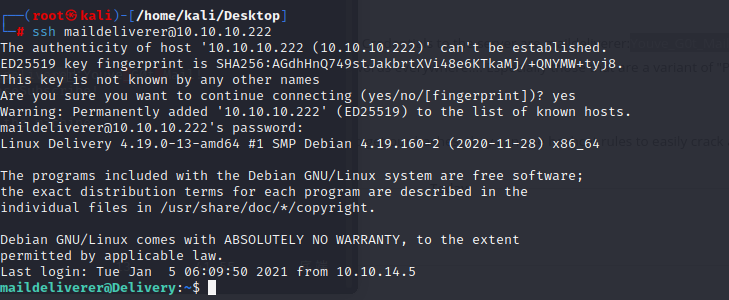 ┌──(root㉿kali)-[/home/kali/Desktop]
└─# ssh maildeliverer@10.10.10.222
The authenticity of host '10.10.10.222 (10.10.10.222)' can't be established.
ED25519 key fingerprint is SHA256:AGdhHnQ749stJakbrtXVi48e6KTkaMj/+QNYMW+tyj8.
This key is not known by any other names
Are you sure you want to continue connecting (yes/no/[fingerprint])? yes
Warning: Permanently added '10.10.10.222' (ED25519) to the list of known hosts.
maildeliverer@10.10.10.222's password:
Linux Delivery 4.19.0-13-amd64 #1 SMP Debian 4.19.160-2 (2020-11-28) x86_64
The programs included with the Debian GNU/Linux system are free software;
the exact distribution terms for each program are described in the
individual files in /usr/share/doc/*/copyright.
Debian GNU/Linux comes with ABSOLUTELY NO WARRANTY, to the extent
permitted by applicable law.
Last login: Tue Jan  5 06:09:50 2021 from 10.10.14.5
maildeliverer@Delivery:~$
re a variant of "P
rules to easily crack